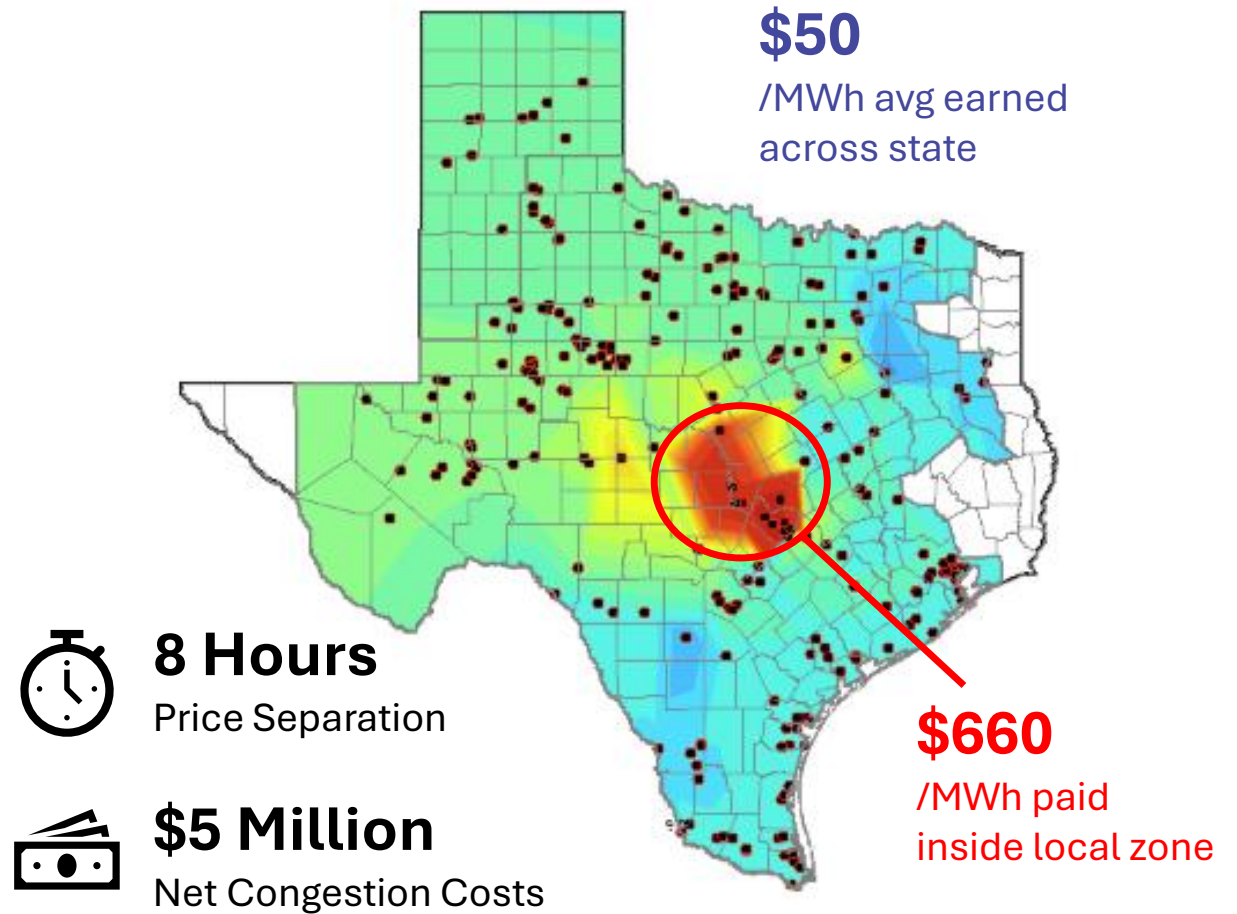 $50
/MWh avg earned
across state
8 Hours
Price Separation
$660
/MWh paid
inside local zone
$5 Million
Net Congestion Costs